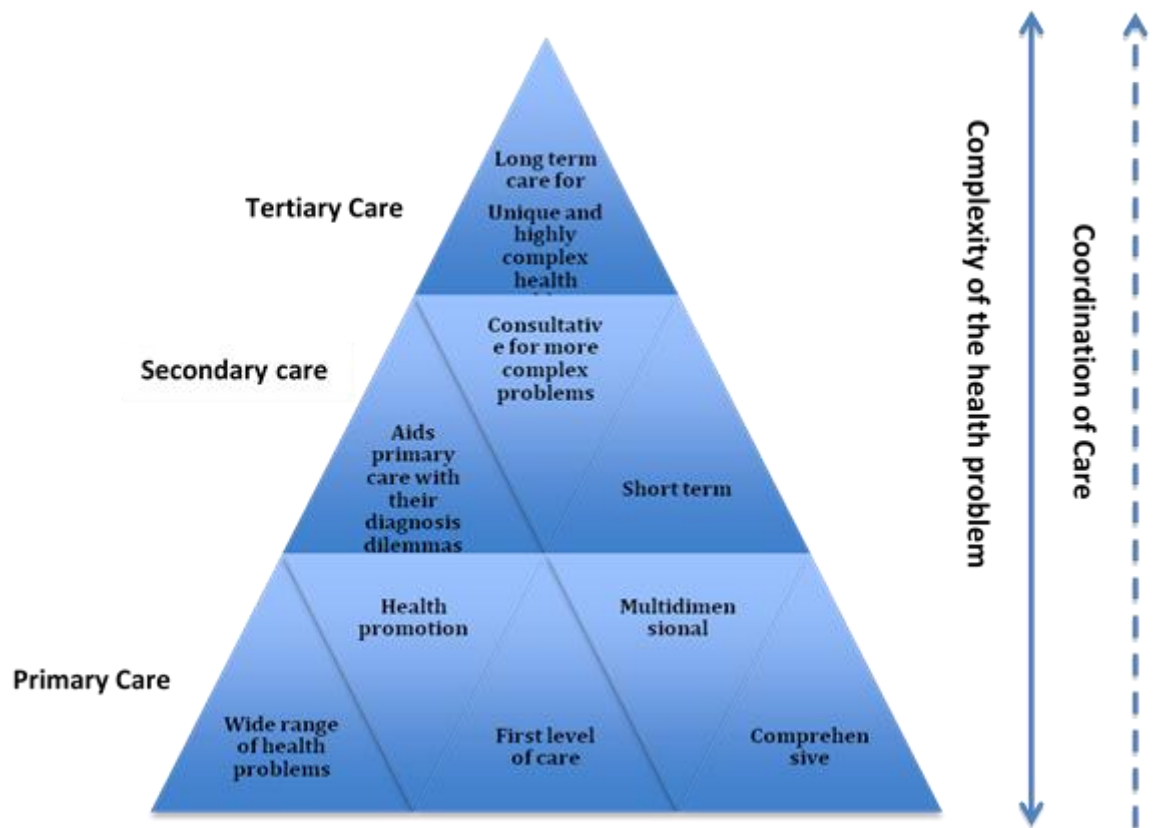 Tertiary Care
Long term
care for
Unique and
highly
complex
health
Secondary care
Consultativ
e for more
complex
problems
Aids
primary
care with
their
diagnosis
dilemmas
Short term
Primary Care
Health
promotion
Multidimen
sional
Wide range
of health
problems
First level
of care
Comprehen
sive
Complexity of the health problem
Coordination of Care